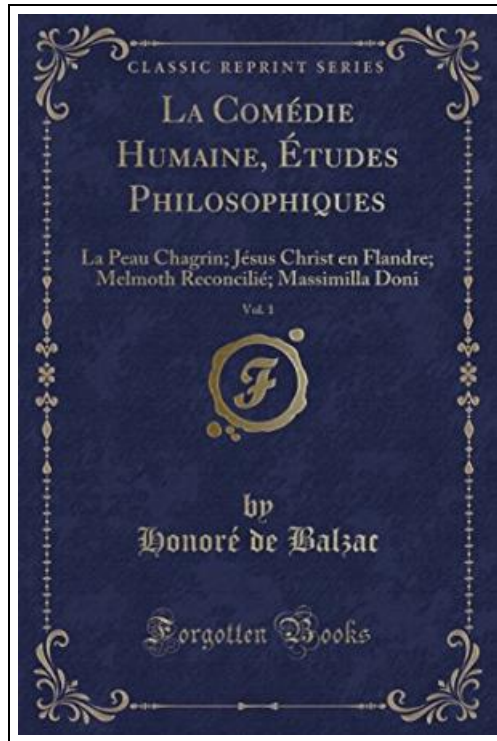 CLASSIC REPRINT SERIES
LA COMÉDIE
HUMAINE, ÉTUDES
PHILOSOPHIQUES
La Peau Chagrin; Jésus Christ en Flandre;
Melmoth Reconcilié; Massimilla Doni
Vol. 1
F
by
Honoré de Balzac
Forgotten Books